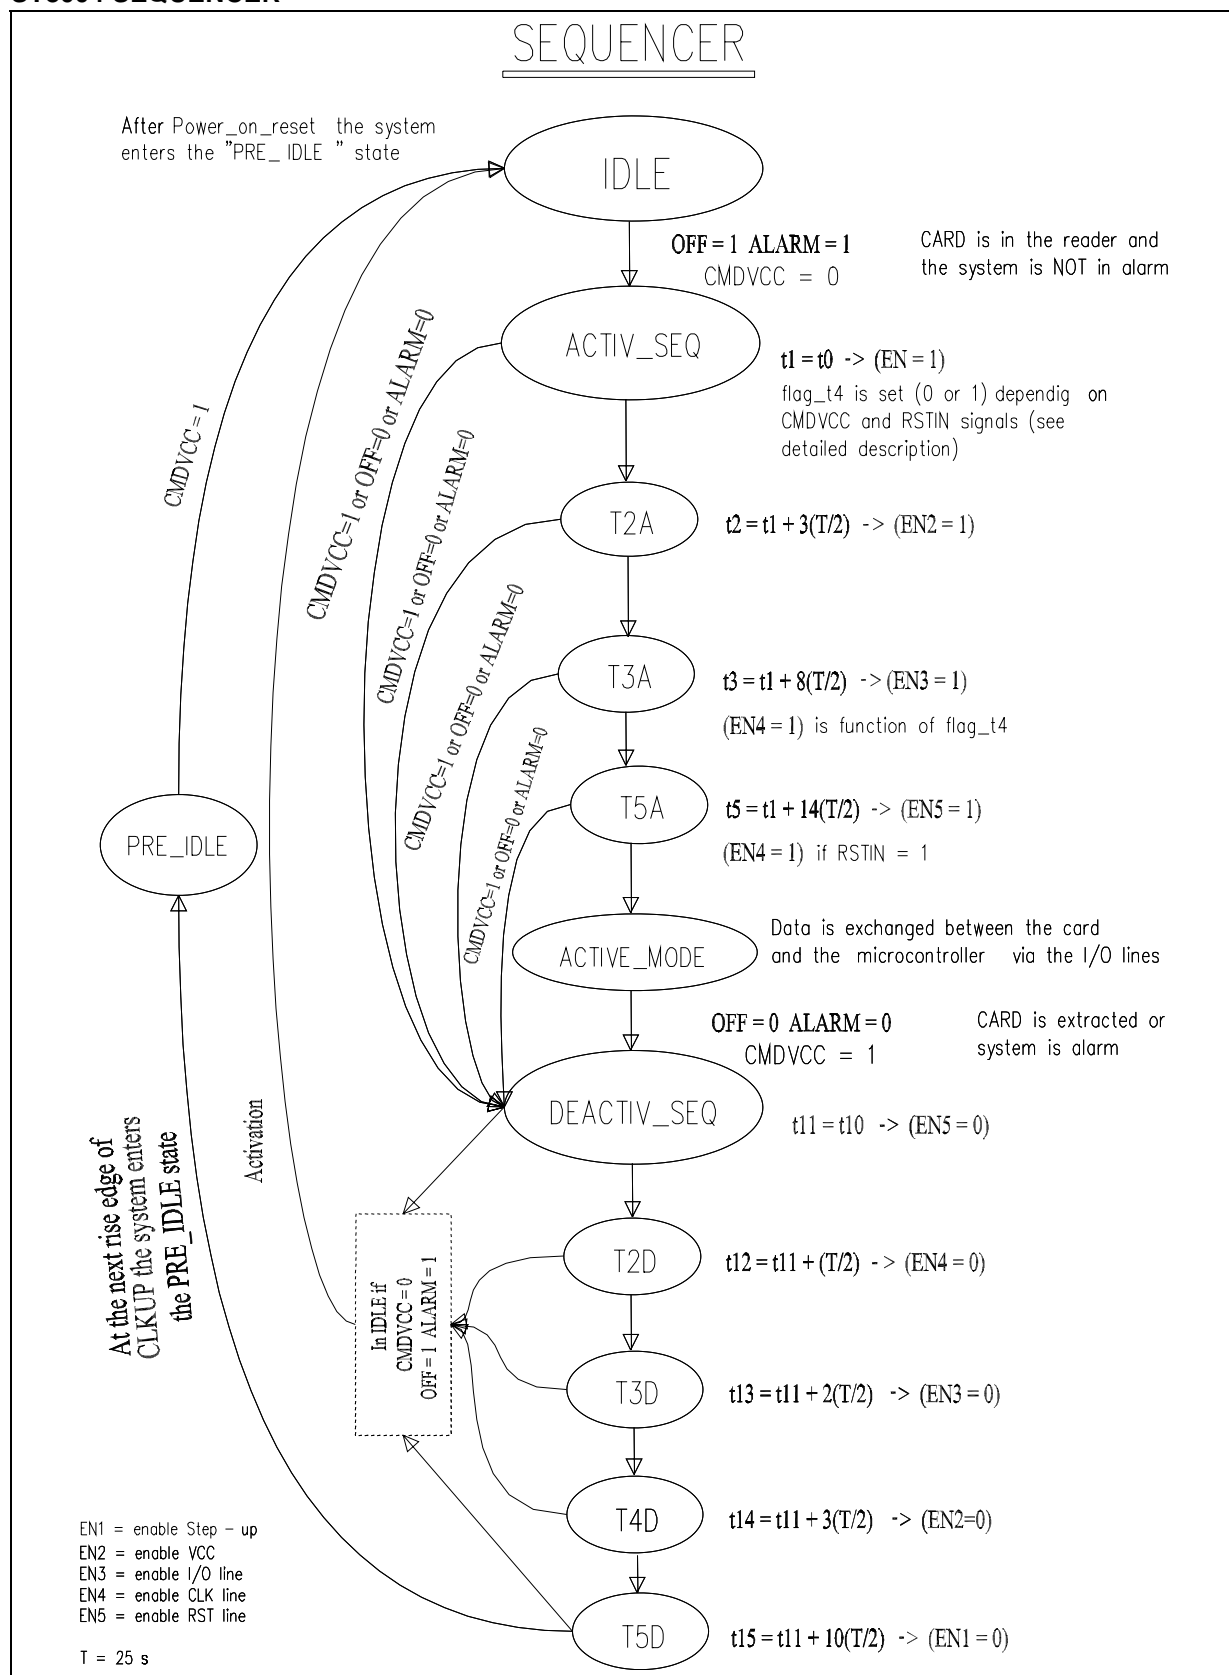 SEQUENCER
After Power_on_reset the system
enters the "PRE_ IDLE " state
IDLE
OFF = 1 ALARM = 1
CMDVCC = 0
CARD is in the reader and
the system is NOT in alarm
ACTIV_SEQ
t1 = t0 -> (EN = 1)
flag_t4 is set (0 or 1) dependig on
CMDVCC and RSTIN signals (see
detailed description)
CMDVCC = 1
CMDVCC=1 or OFF=0 or ALARM=0
CMDVCC=1 or OFF=0 or ALARM=0
CMDVCC=1 or OFF=0 or ALARM=0
CMDVCC=1 or OFF=0 or ALARM=0
T2A
t2 = t1 + 3(T/2) -> (EN2 = 1)
T3A
t3 = t1 + 8(T/2) -> (EN3 = 1)
(EN4 = 1) is function of flag_t4
T5A
t5 = t1 + 14(T/2) -> (EN5 = 1)
(EN4 = 1) if RSTIN = 1
PRE_IDLE
ACTIVE_MODE
Data is exchanged between the card
and the microcontroller via the I/O lines
OFF = 0 ALARM = 0
CMDVCC = 1
CARD is extracted or
system is alarm
DEACTIV_SEQ
t11 = t10 -> (EN5 = 0)
Activation
At the next rise edge of
CLKUP the system enters
the PRE_IDLE state
In IDLE if
CMDVCC = 0
OFF = 1 ALARM = 1
T2D
t12 = t11 + (T/2) -> (EN4 = 0)
T3D
t13 = t11 + 2(T/2) -> (EN3 = 0)
T4D
t14 = t11 + 3(T/2) -> (EN2=0)
T5D
t15 = t11 + 10(T/2) -> (EN1 = 0)
EN1 = enable Step - up
EN2 = enable VCC
EN3 = enable I/O line
EN4 = enable CLK line
EN5 = enable RST line
T = 25 s